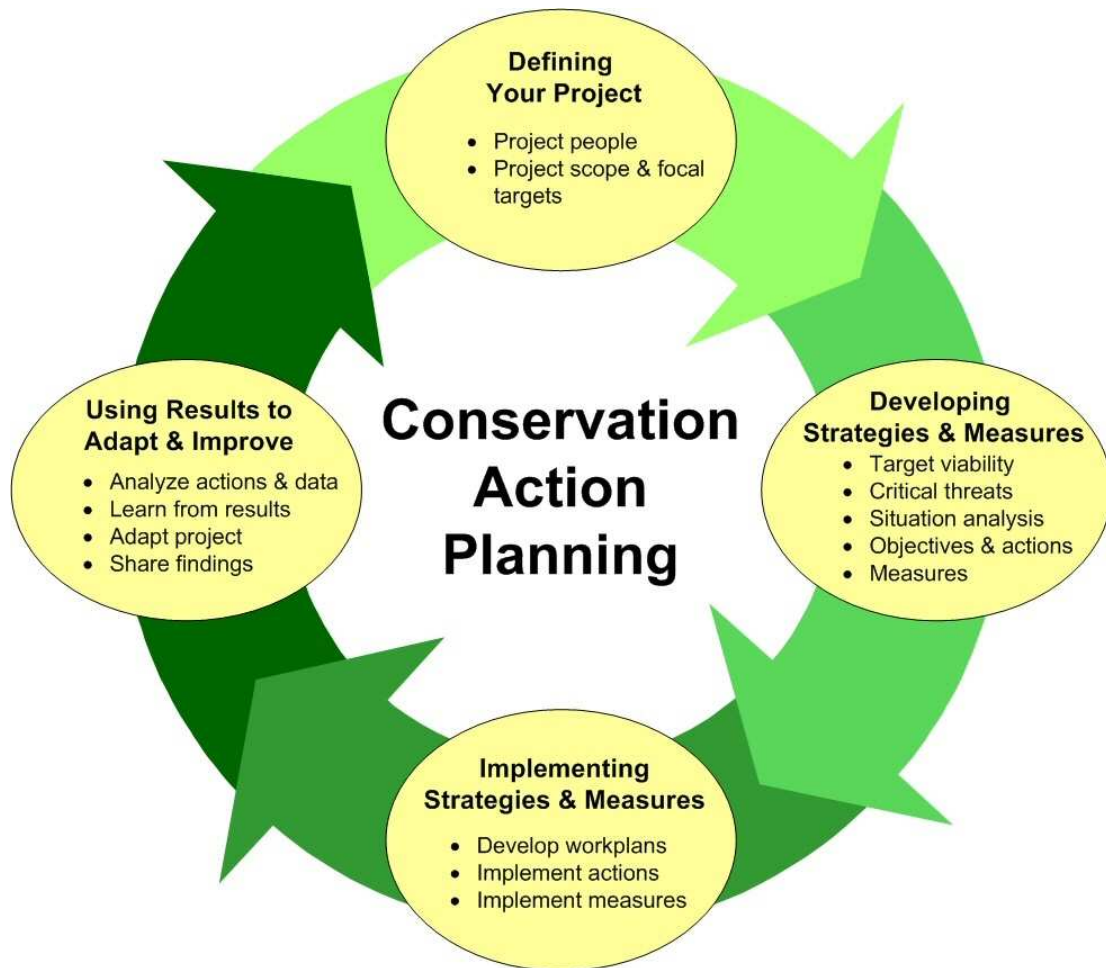 Defining
Your Project
• Project people
• Project scope & focal
targets
Developing
Strategies & Measures
• Target viability
• Critical threats
• Situation analysis
• Objectives & actions
• Measures
Implementing
Strategies & Measures
• Develop workplans
• Implement actions
• Implement measures
Using Results to
Adapt & Improve
• Analyze actions & data
• Learn from results
• Adapt project
• Share findings
Conservation
Action
Planning